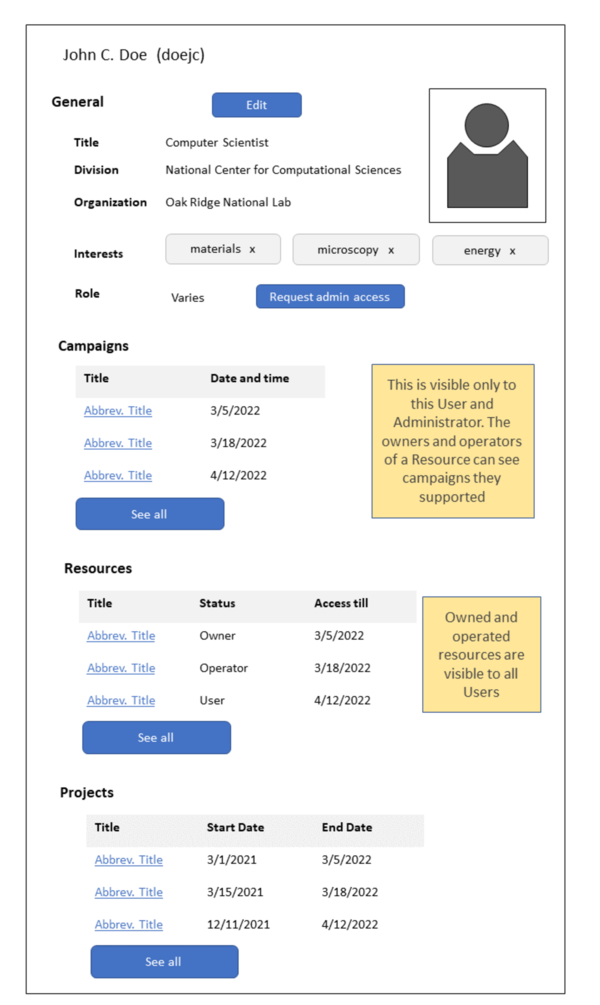 John C. Doe (doejc)
General
Edit
Title Computer Scientist
Division National Center for Computational Sciences
Organization Oak Ridge National Lab
Interests materials x microscopy x energy x
Role Varies Request admin access
Campaigns
Title Date and time
Abbrev. Title 3/5/2022
Abbrev. Title 3/18/2022
Abbrev. Title 4/12/2022
See all
This is visible only to
this User and
Administrator. The
owners and operators
of a Resource can see
campaigns they
supported
Resources
Title Status Access till
Abbrev. Title Owner 3/5/2022
Abbrev. Title Operator 3/18/2022
Abbrev. Title User 4/12/2022
See all
Owned and
operated
resources are
visible to all
Users
Projects
Title Start Date End Date
Abbrev. Title 3/1/2021 3/5/2022
Abbrev. Title 3/15/2021 3/18/2022
Abbrev. Title 12/11/2021 4/12/2022
See all